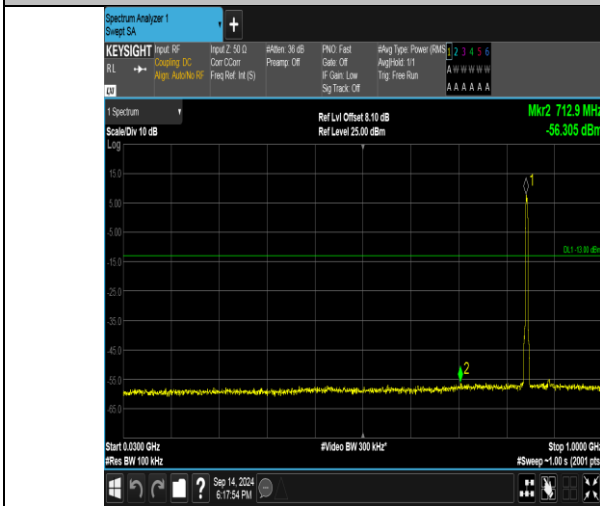 Spectrum Analyzer 1
Swept SA
+
KEYSIGHT Input: RF Input Z: 50 Ω #Atten: 36 dB PNO: Fast #Avg Type: Power (RMS 1 2 3 4 5 6
RL Coupling: DC Corr CCorr Preamp: Off Gate: Off Avg|Hold: 1/1 A W W W W W
Align: Auto/No RF Freq Ref: Int (S) IF Gain: Low Trig: Free Run
Sig Track: Off A A A A A A
1 Spectrum Ref Lvl Offset 8.10 dB Mkr2 712.9 MHz
Scale/Div 10 dB Ref Level 25.00 dBm -56.305 dBm
Log
15.0
5.00
-5.00
-15.0
-25.0
-35.0
-45.0
-55.0
-65.0
1
DL1 -13.00 dBm
2
Start 0.0300 GHz #Video BW 300 kHz* Stop 1.0000 GHz
#Res BW 100 kHz #Sweep ~1.00 s (2001 pts
? Sep 14, 2024
6:17:54 PM